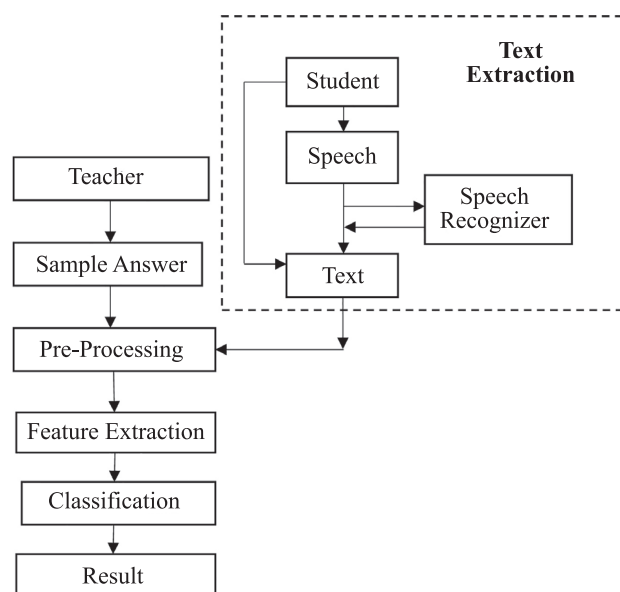 Text
Extraction
Student
Speech
Speech
Recognizer
Text
Teacher
Sample Answer
Pre-Processing
Feature Extraction
Classification
Result